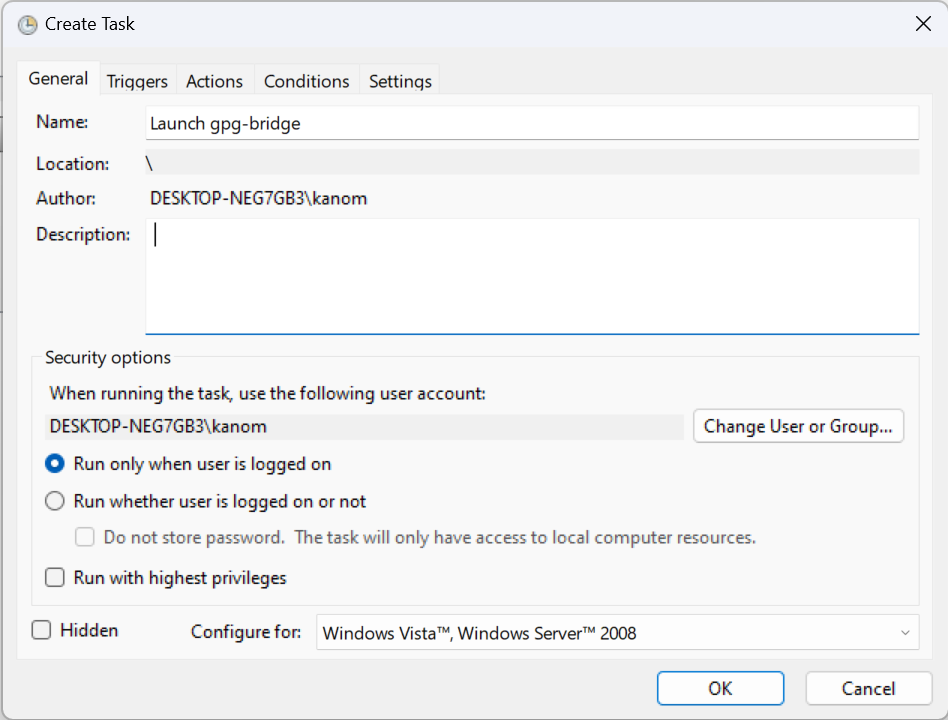 Create Task
General Triggers Actions Conditions Settings
Name: Launch gpg-bridge
Location: \
Author: DESKTOP-NEG7GB3\kanom
Description:
Security options
When running the task, use the following user account:
DESKTOP-NEG7GB3\kanom Change User or Group...
Run only when user is logged on
Run whether user is logged on or not
Do not store password. The task will only have access to local computer resources.
Run with highest privileges
Hidden Configure for: Windows Vista™, Windows Server™ 2008
OK Cancel